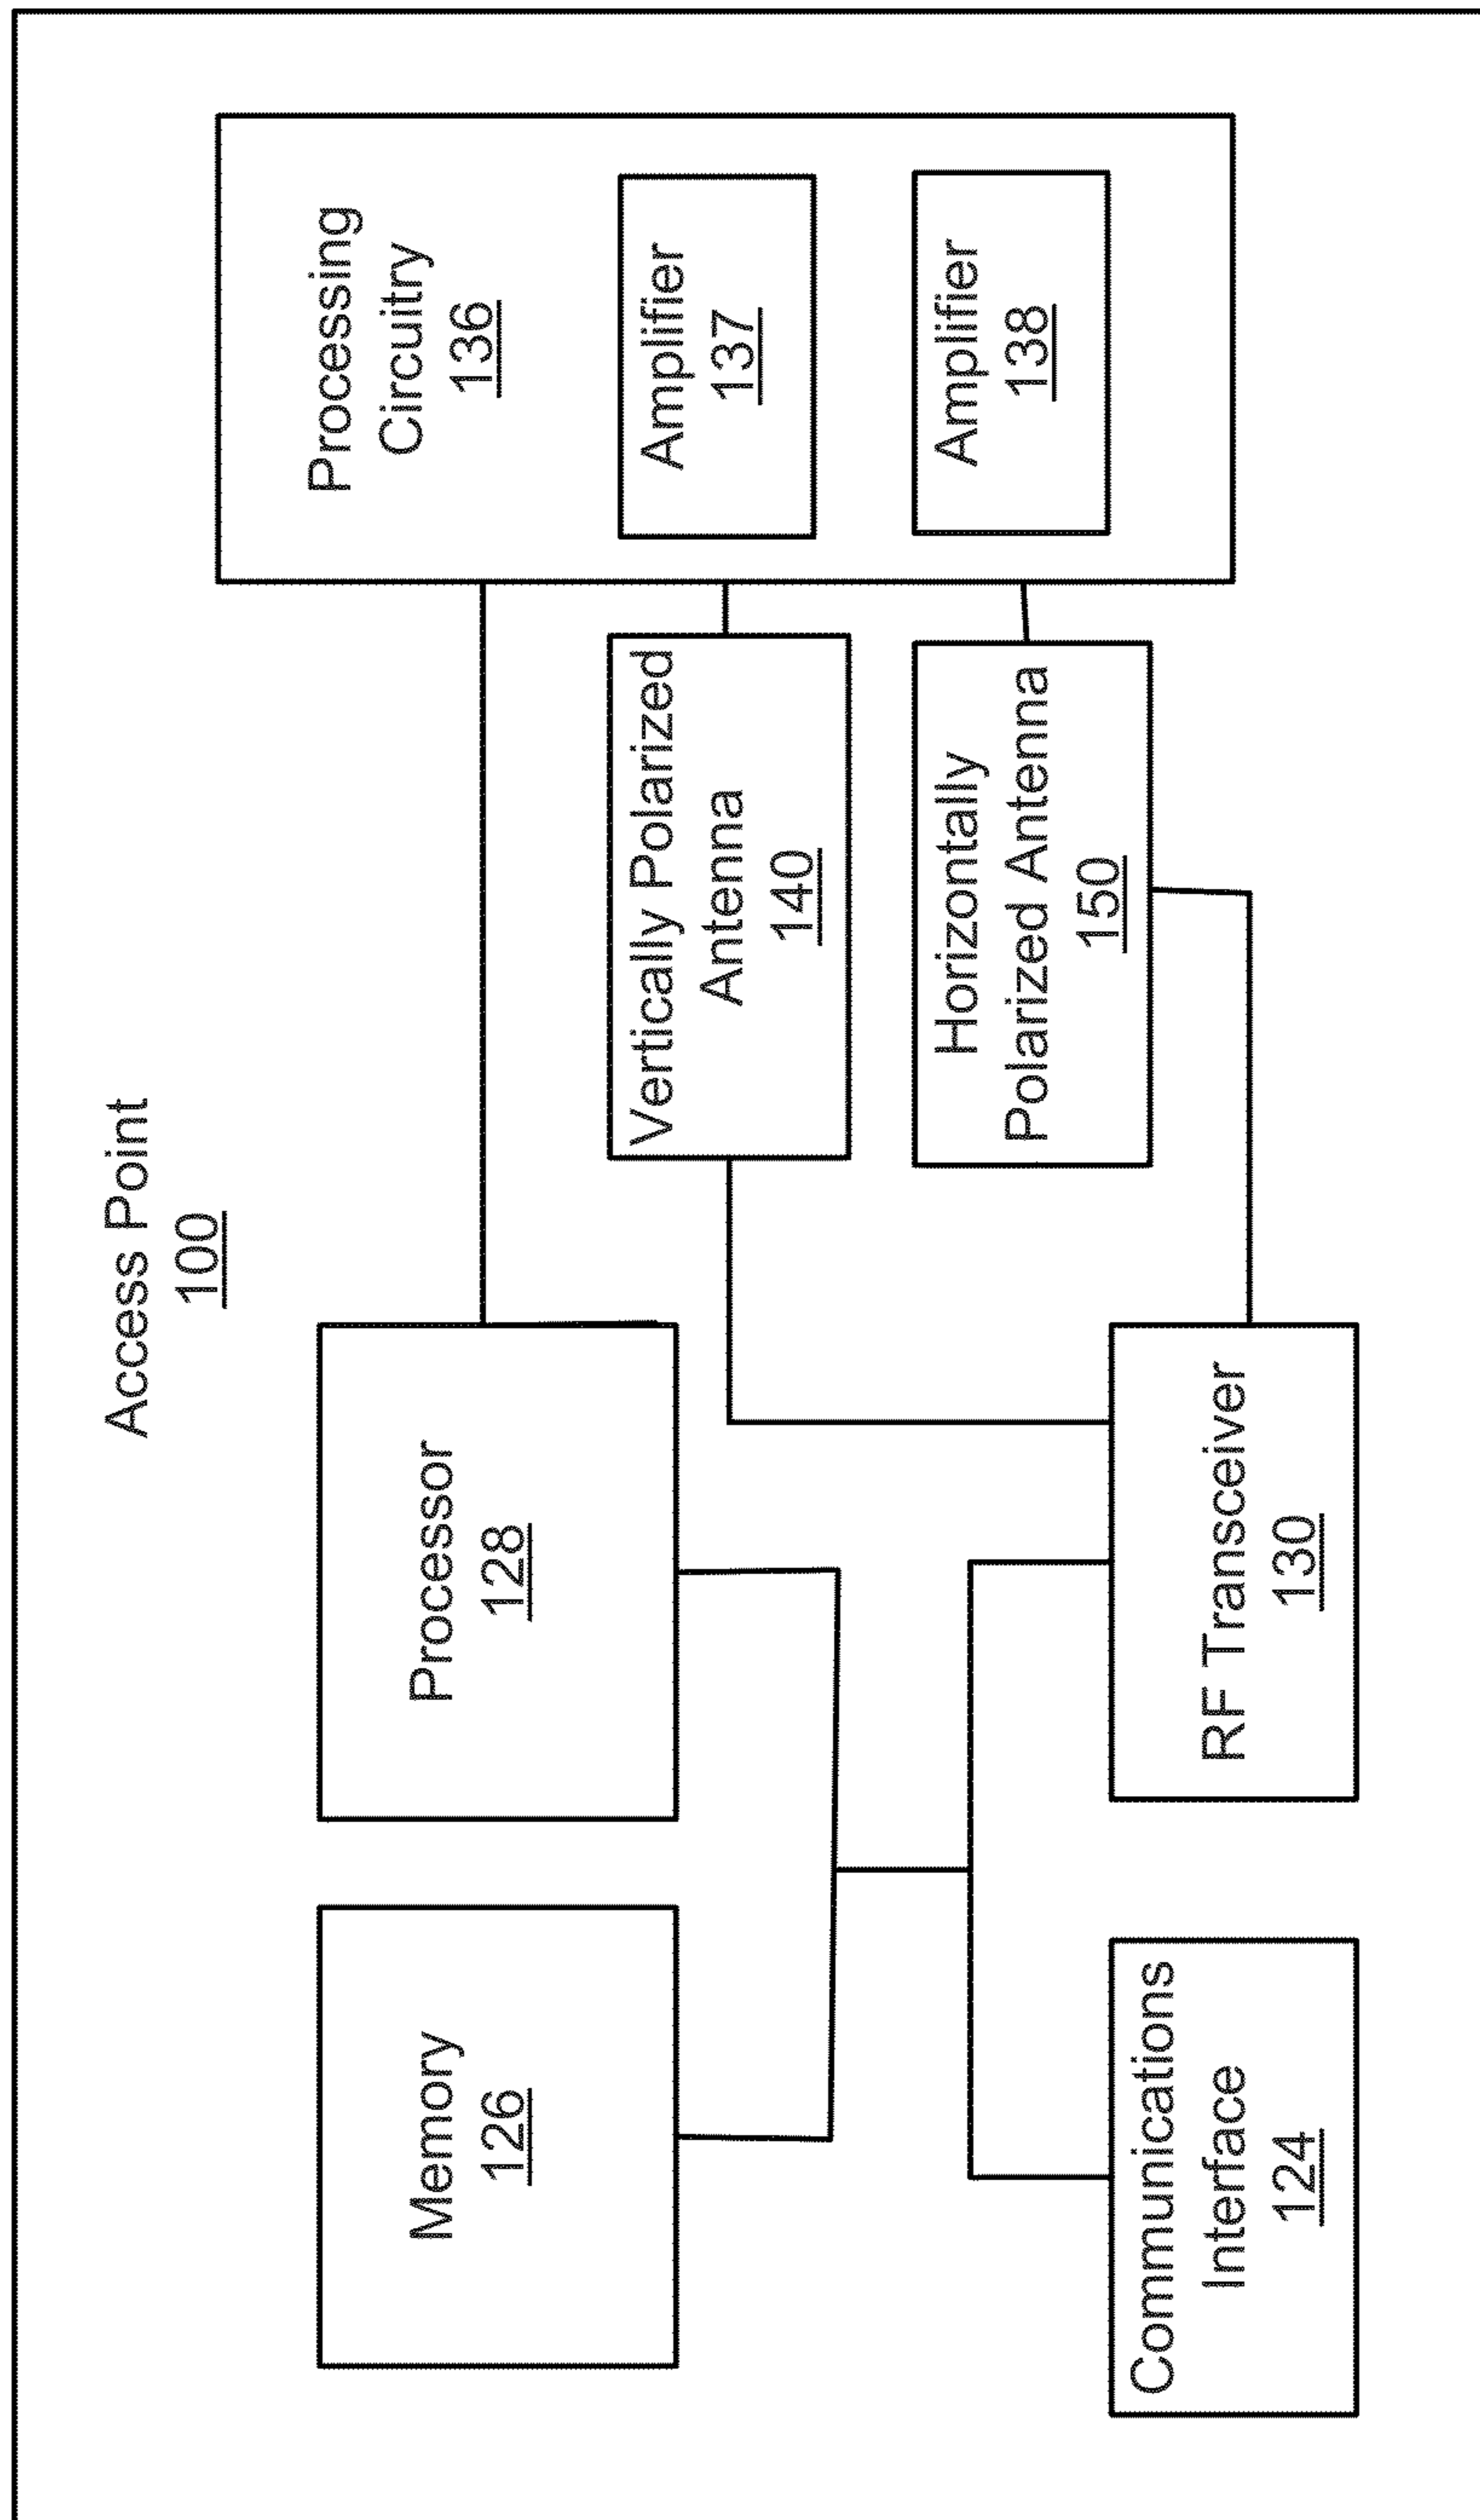 Access Point
100
Memory
126
Processor
128
Processing
Circuitry
136
Amplifier
137
Amplifier
138
Vertically Polarized
Antenna
140
Horizontally
Polarized Antenna
150
Communications
Interface
124
RF Transceiver
130